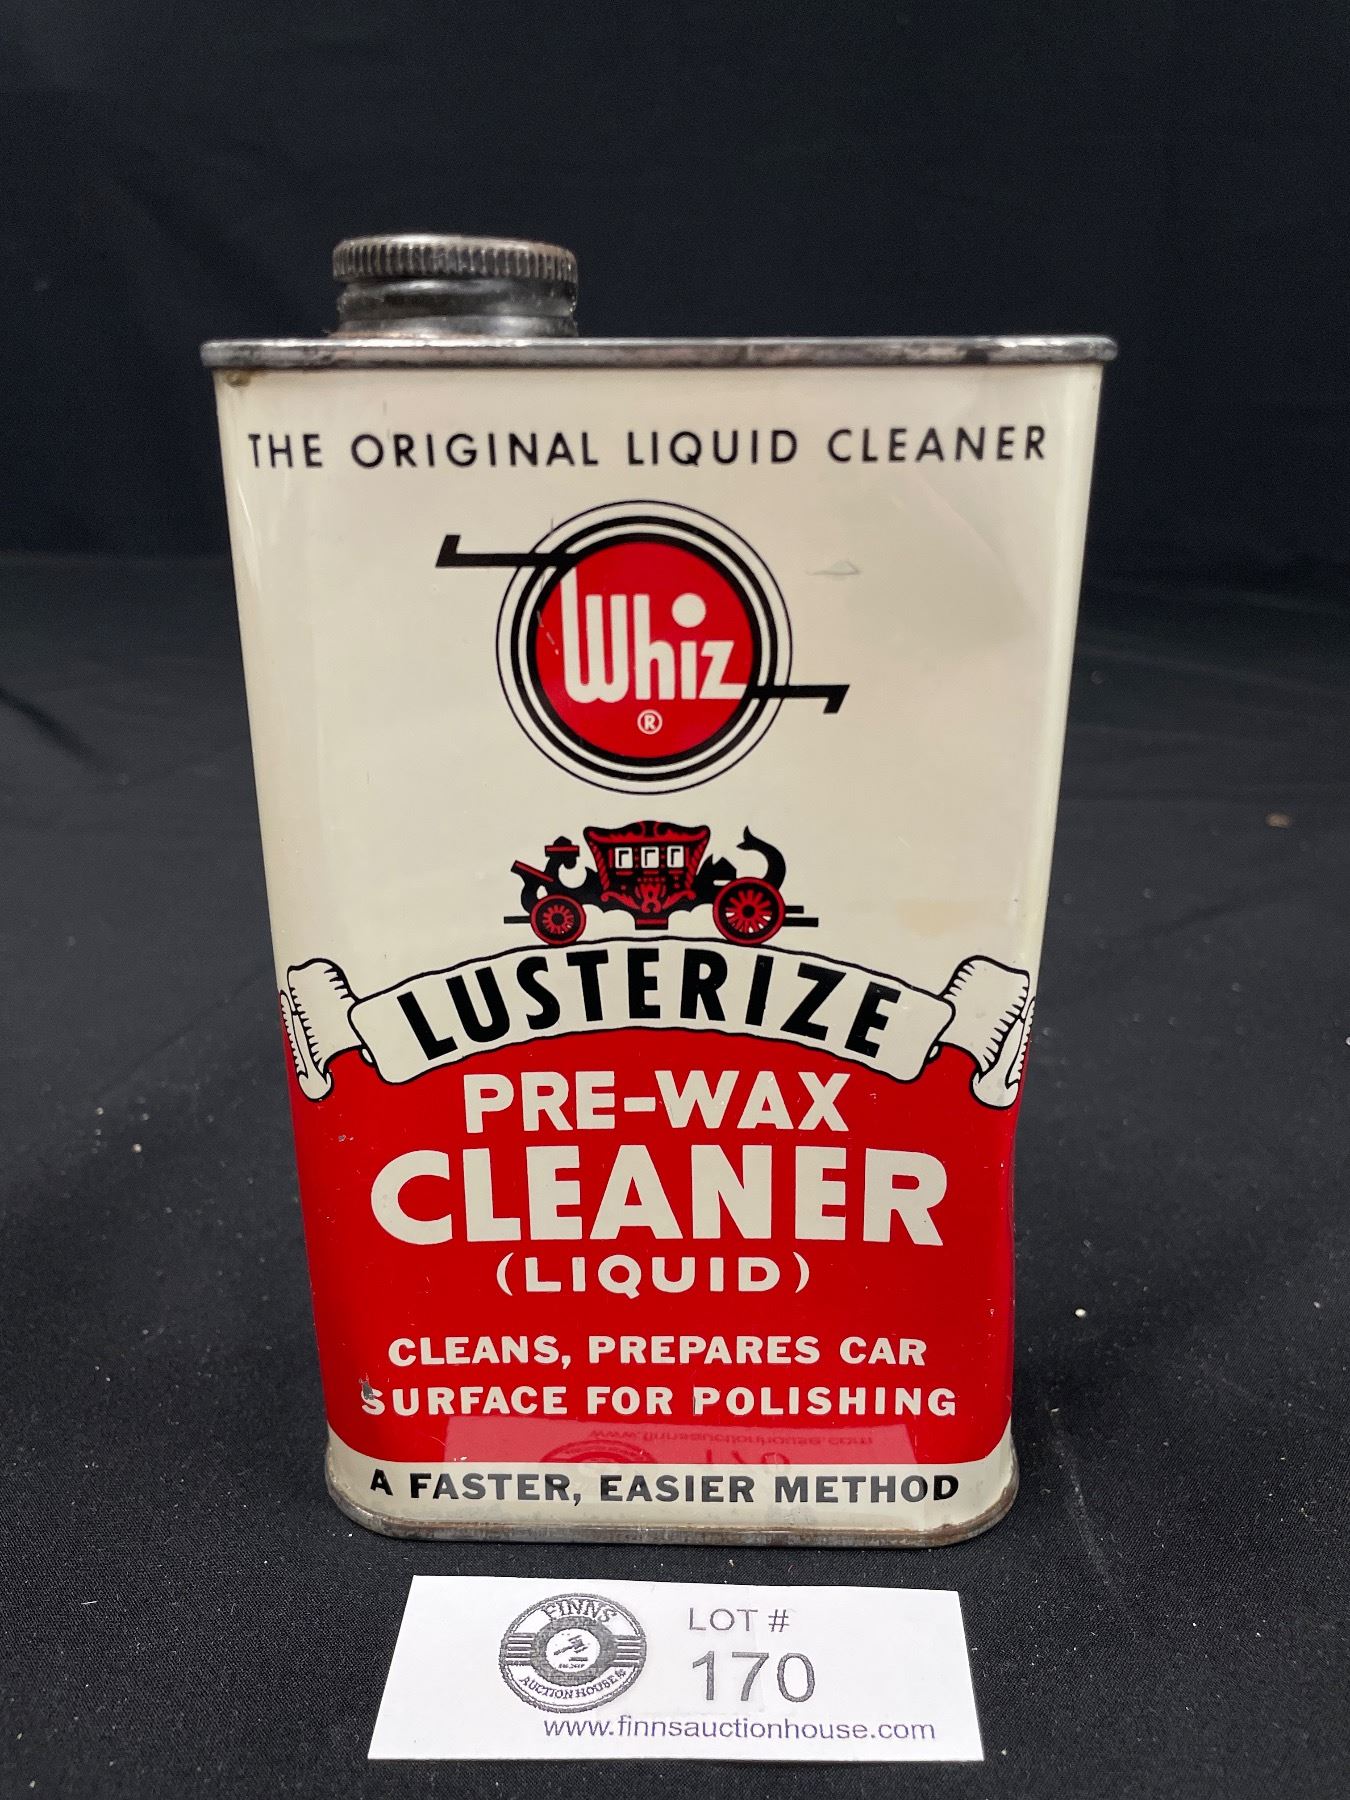 THE ORIGINAL LIQUID CLEANER
Whiz
®
LUSTERIZE
PRE-WAX
CLEANER
(LIQUID)
CLEANS, PREPARES CAR
SURFACE FOR POLISHING
A FASTER, EASIER METHOD
FINNS
AUCTION HOUSE
LOT #
170
www.finnsauctionhouse.com